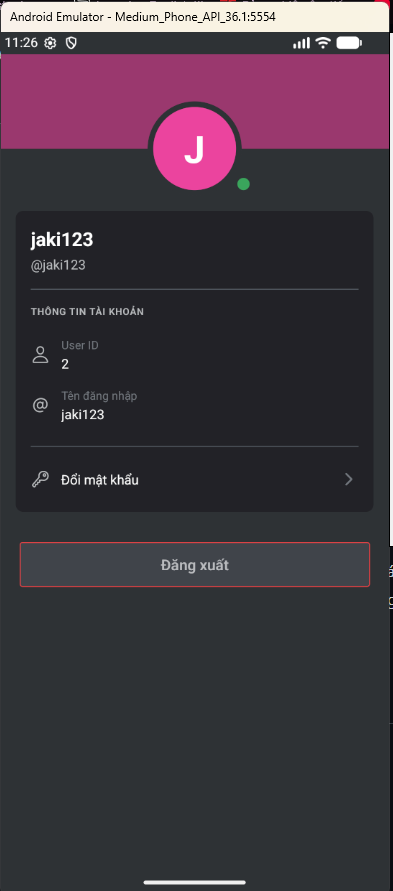 Android Emulator - Medium_Phone_API_36.1:5554
11:26
J
jaki123
@jaki123
THÔNG TIN TÀI KHOẢN
User ID
2
@
Tên đăng nhập
jaki123
Đổi mật khẩu
Đăng xuất